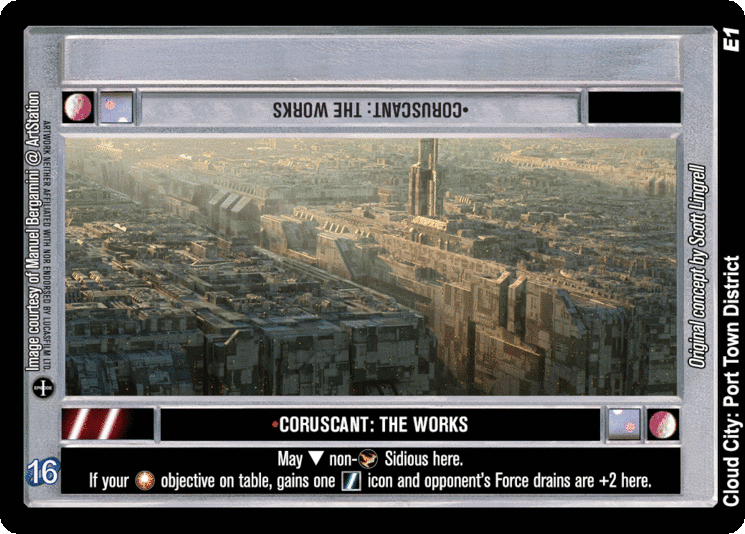 •CORUSCANT: THE WORKS
•CORUSCANT: THE WORKS
May non- Sidious here.
If your objective on table, gains one icon and opponent's Force drains are +2 here.
16
EPISODE I
Image courtesy of Manuel Bergamini @ ArtStation
ARTWORK NEITHER AFFILIATED WITH NOR ENDORSED BY LUCASFILM LTD.
Original concept by Scott Lingrell
Cloud City: Port Town District
E1